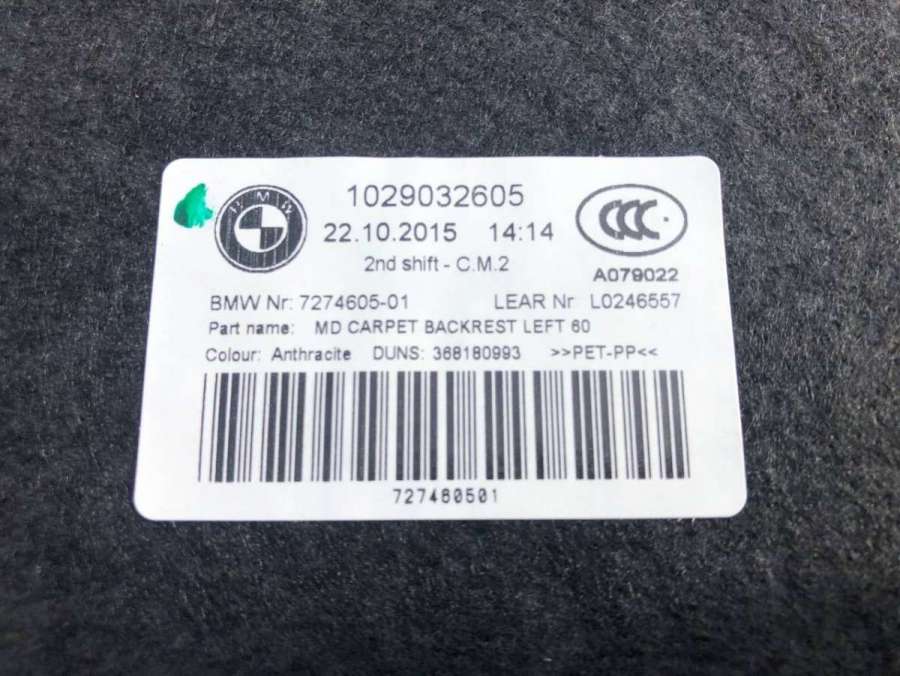 BMW
1029032605
CCC
22.10.2015 14:14
2nd shift - C.M.2
A079022
BMW Nr: 7274605-01 LEAR Nr L0246557
Part name: MD CARPET BACKREST LEFT 60
Colour: Anthracite DUNS: 368180993 >>PET-PP<<
727460501